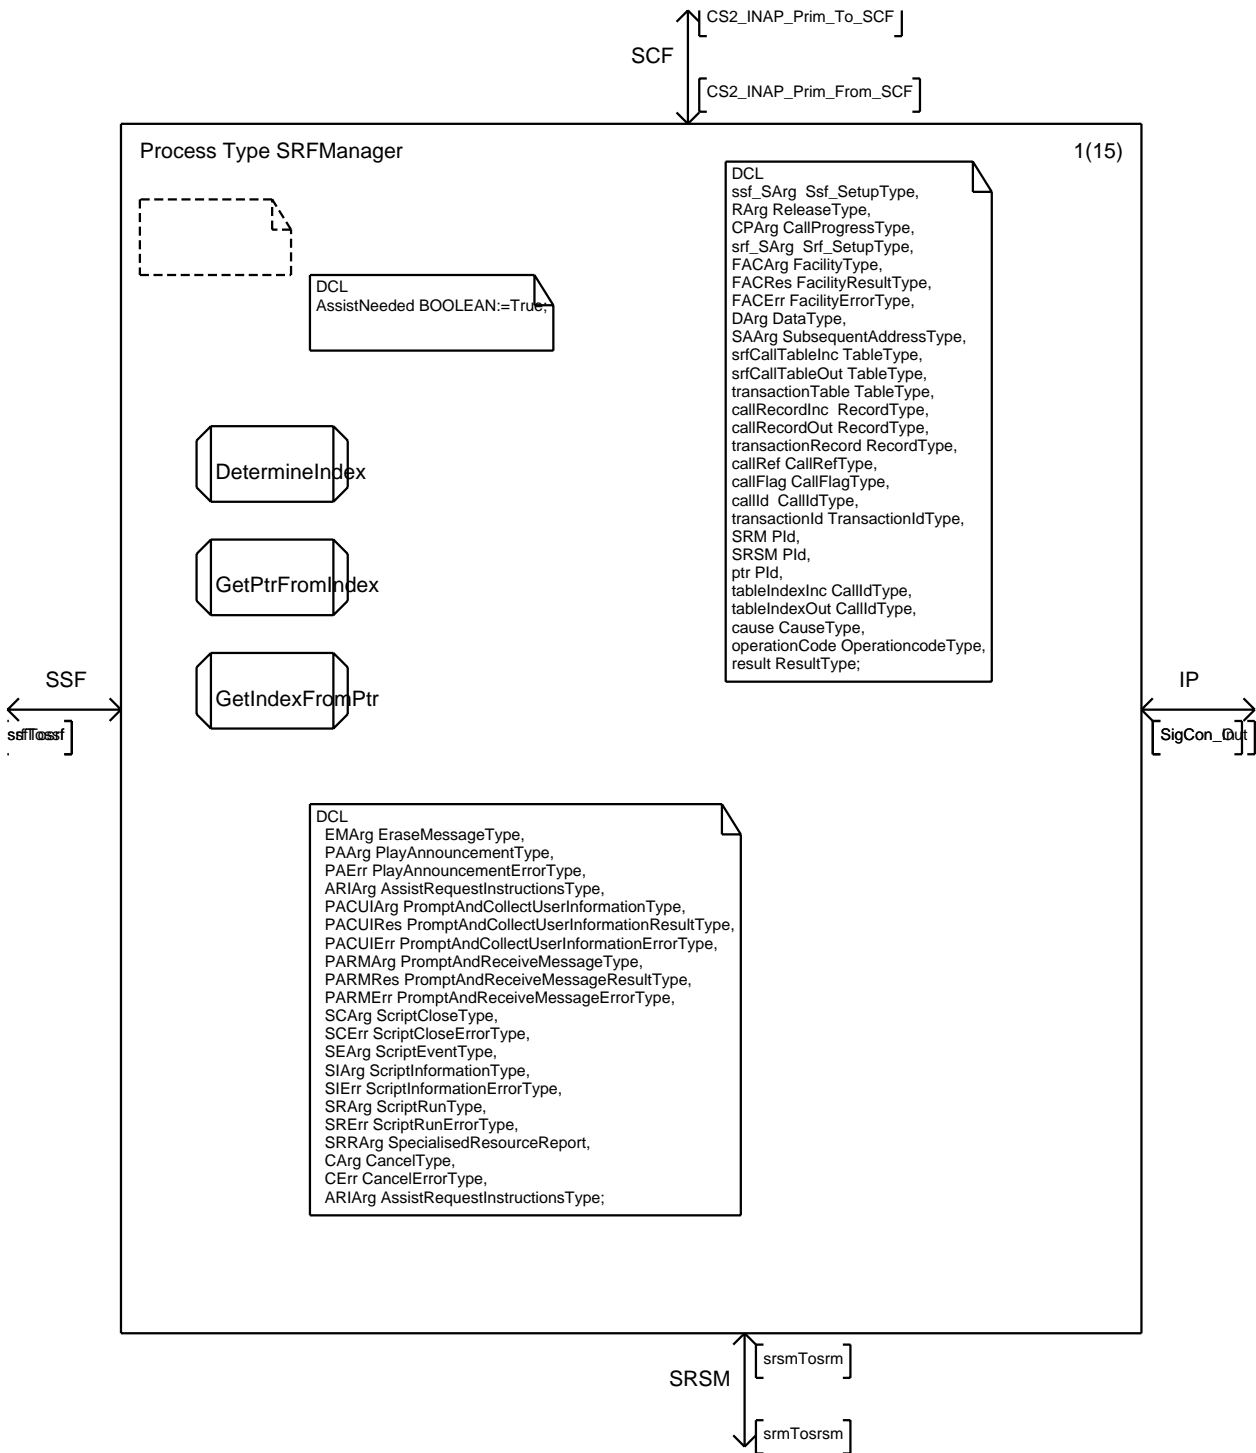 CS2_INAP_Prim_To_SCF
SCF
CS2_INAP_Prim_From_SCF
Process Type SRFManager
1(15)
DCL
ssf_SArg  Ssf_SetupType,
RArg ReleaseType,
CPArg CallProgressType,
srf_SArg  Srf_SetupType,
FACArg FacilityType,
FACRes FacilityResultType,
FACErr FacilityErrorType,
DArg DataType,
SAArg SubsequentAddressType,
srfCallTableInc TableType,
srfCallTableOut TableType,
transactionTable TableType,
callRecordInc  RecordType,
callRecordOut RecordType,
transactionRecord RecordType,
callRef CallRefType,
callFlag CallFlagType,
callId  CallIdType,
transactionId TransactionIdType,
SRM PId,
SRSM PId,
ptr PId,
tableIndexInc CallIdType,
tableIndexOut CallIdType,
cause CauseType,
operationCode OperationcodeType,
result ResultType;
DCL
AssistNeeded BOOLEAN:=True;
DetermineIndex
GetPtrFromIndex
GetIndexFromPtr
SSF
IP
DCL
EMArg EraseMessageType,
PAArg PlayAnnouncementType,
PAErr PlayAnnouncementErrorType,
ARIArg AssistRequestInstructionsType,
PACUIArg PromptAndCollectUserInformationType,
PACUIRes PromptAndCollectUserInformationResultType,
PACUIErr PromptAndCollectUserInformationErrorType,
PARMArg PromptAndReceiveMessageType,
PARMRes PromptAndReceiveMessageResultType,
PARMErr PromptAndReceiveMessageErrorType,
SCArg ScriptCloseType,
SCErr ScriptCloseErrorType,
SEArg ScriptEventType,
SIArg ScriptInformationType,
SIErr ScriptInformationErrorType,
SRArg ScriptRunType,
SRErr ScriptRunErrorType,
SRRArg SpecialisedResourceReport,
CArg CancelType,
CErr CancelErrorType,
ARIArg AssistRequestInstructionsType;
srsmTosrm
SRSM
srmTosrsm